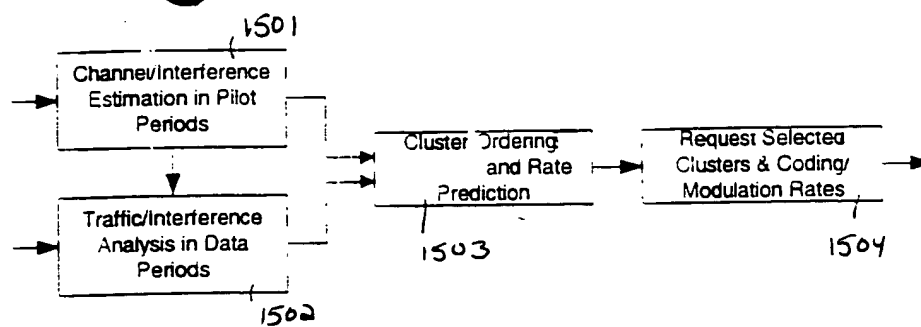 1501
Channel/Interference
Estimation in Pilot
Periods
Cluster Ordering
and Rate
Prediction
Request Selected
Clusters & Coding/
Modulation Rates
Traffic/Interference
Analysis in Data
Periods
1503
1504
1502